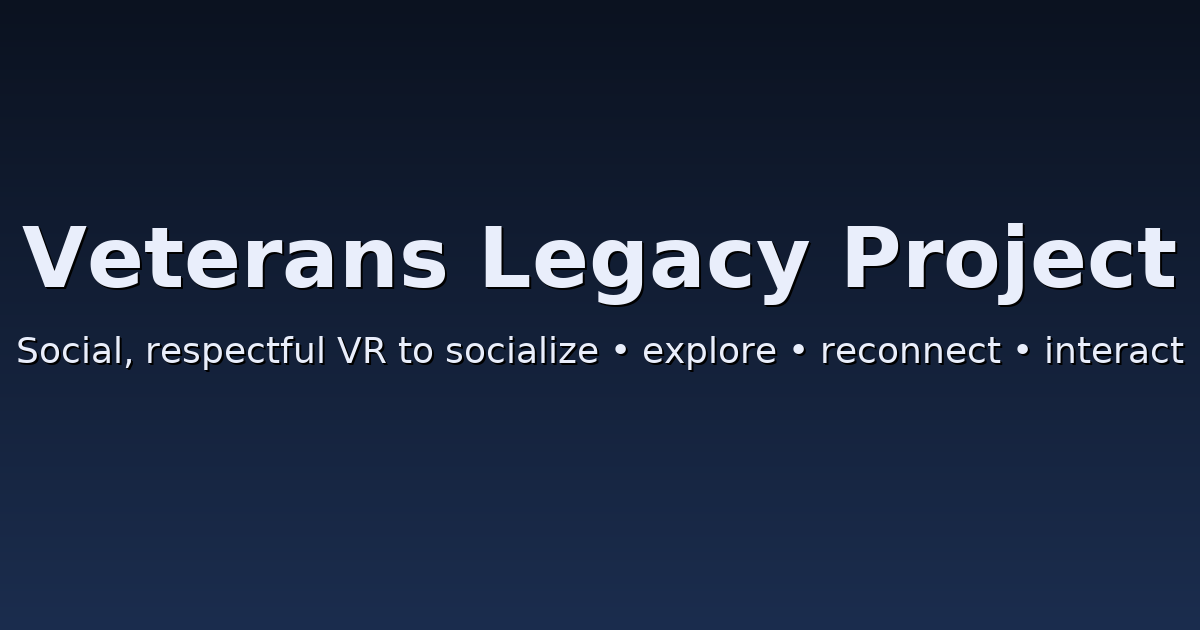 Veterans Legacy Project
Social, respectful VR to socialize • explore • reconnect • interact